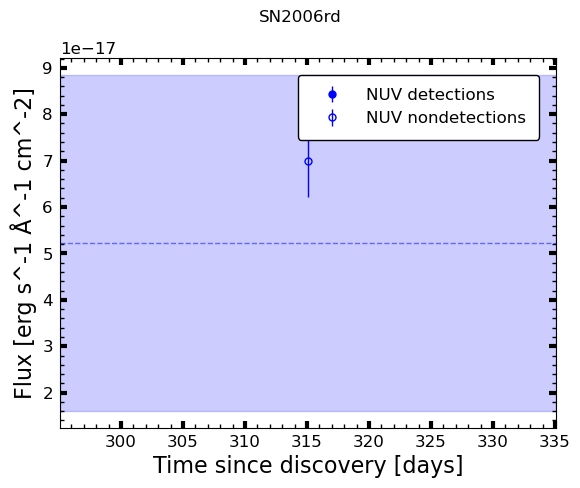 SN2006rd
1e−17
9
8
7
6
5
4
3
2
NUV detections
NUV nondetections
Flux [erg s^-1 Å^-1 cm^-2]
300 305 310 315 320 325 330 335
Time since discovery [days]